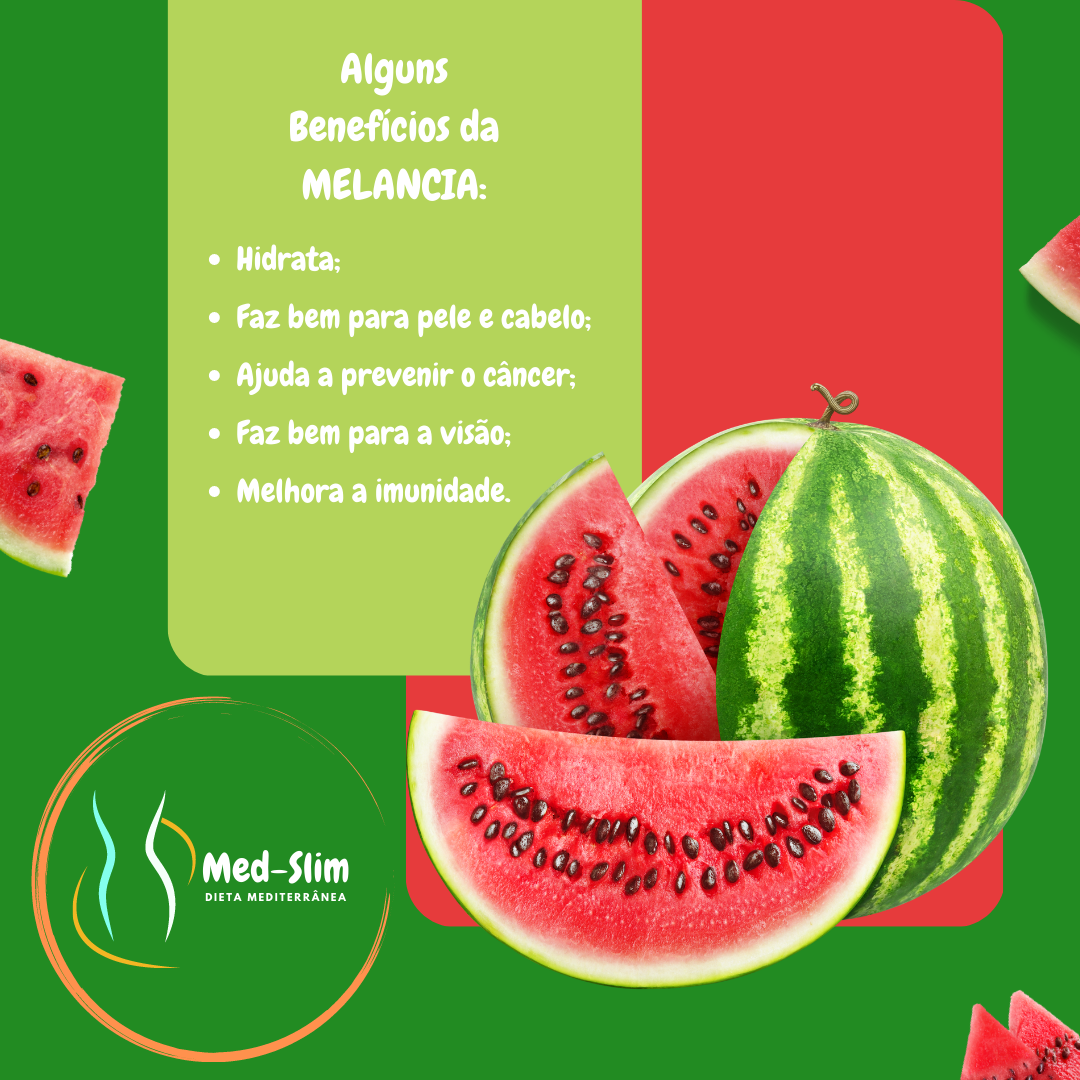 Alguns
Benefícios da
MELANCIA:
• Hidrata;
• Faz bem para pele e cabelo;
• Ajuda a prevenir o câncer;
• Faz bem para a visão;
• Melhora a imunidade.
Med-Slim
DIETA MEDITERRÂNEA